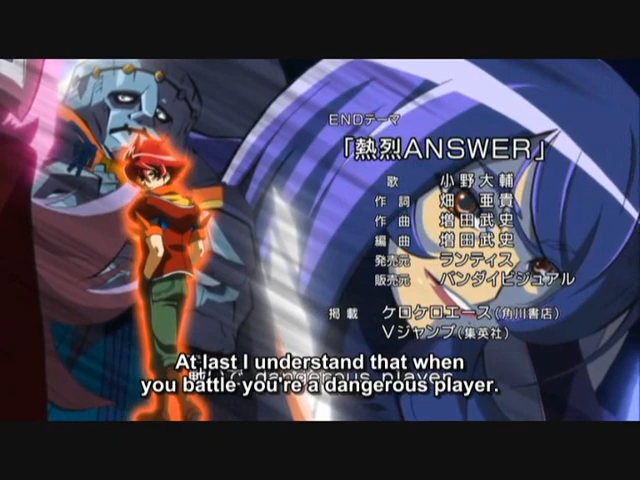 ENDテーマ
「熱烈ANSWER」
歌 小野大輔
作詞 畑 亜貴
作曲 増田武史
編曲 増田武史
発売元 ランティス
販売元 バンダイビジュアル
掲載 ケロケロエース(角川書店)
Vジャンプ(集英社)
At last I understand that when
you battle you're a dangerous player.
dangerous player